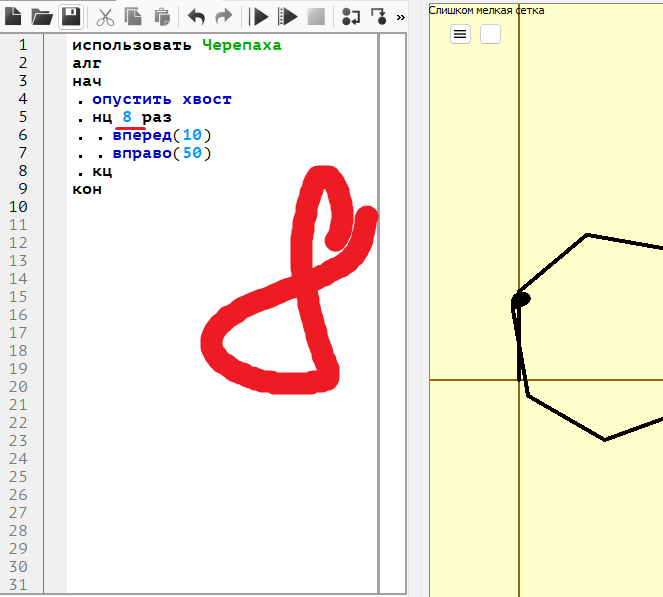 »
Слишком мелкая сетка
1 использовать Черепаха
2 алг
3 нач
4 . опустить хвост
5 . нц 8 раз
6 . . вперед(10)
7 . . вправо(50)
8 . кц
9 кон
10
11
12
13
14
15
16
17
18
19
20
21
22
23
24
25
26
27
28
29
30
31
8